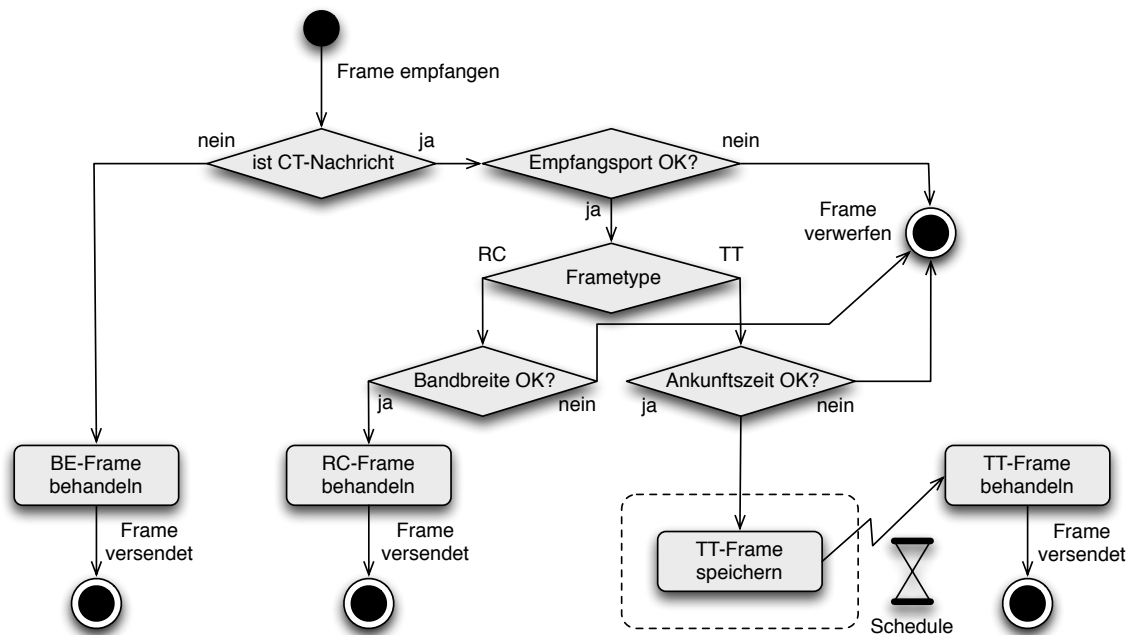 Frame empfangen
nein
ja
nein
ist CT-Nachricht
Empfangsport OK?
ja
Frame
verwerfen
RC
TT
Frametype
Bandbreite OK?
Ankunftszeit OK?
ja
nein
ja
nein
BE-Frame
behandeln
RC-Frame
behandeln
TT-Frame
behandeln
Frame
versendet
Frame
versendet
Frame
versendet
TT-Frame
speichern
Schedule